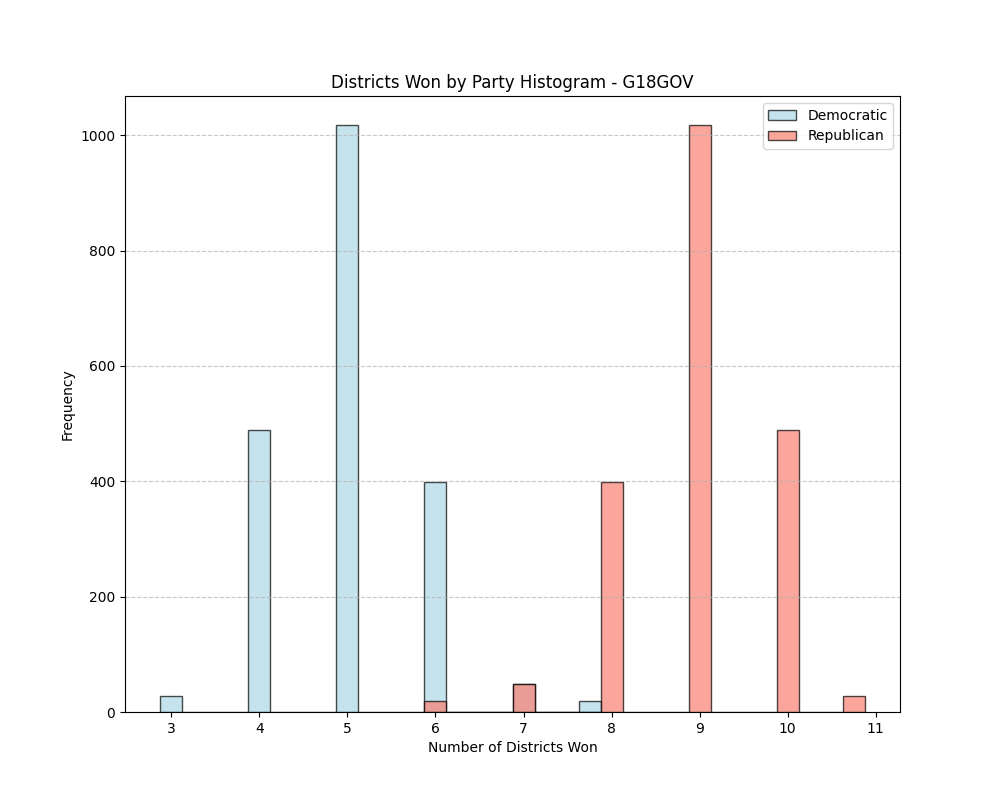 Districts Won by Party Histogram - G18GOV
Democratic
Republican
1000
800
600
400
200
0
Frequency
3 4 5 6 7 8 9 10 11
Number of Districts Won